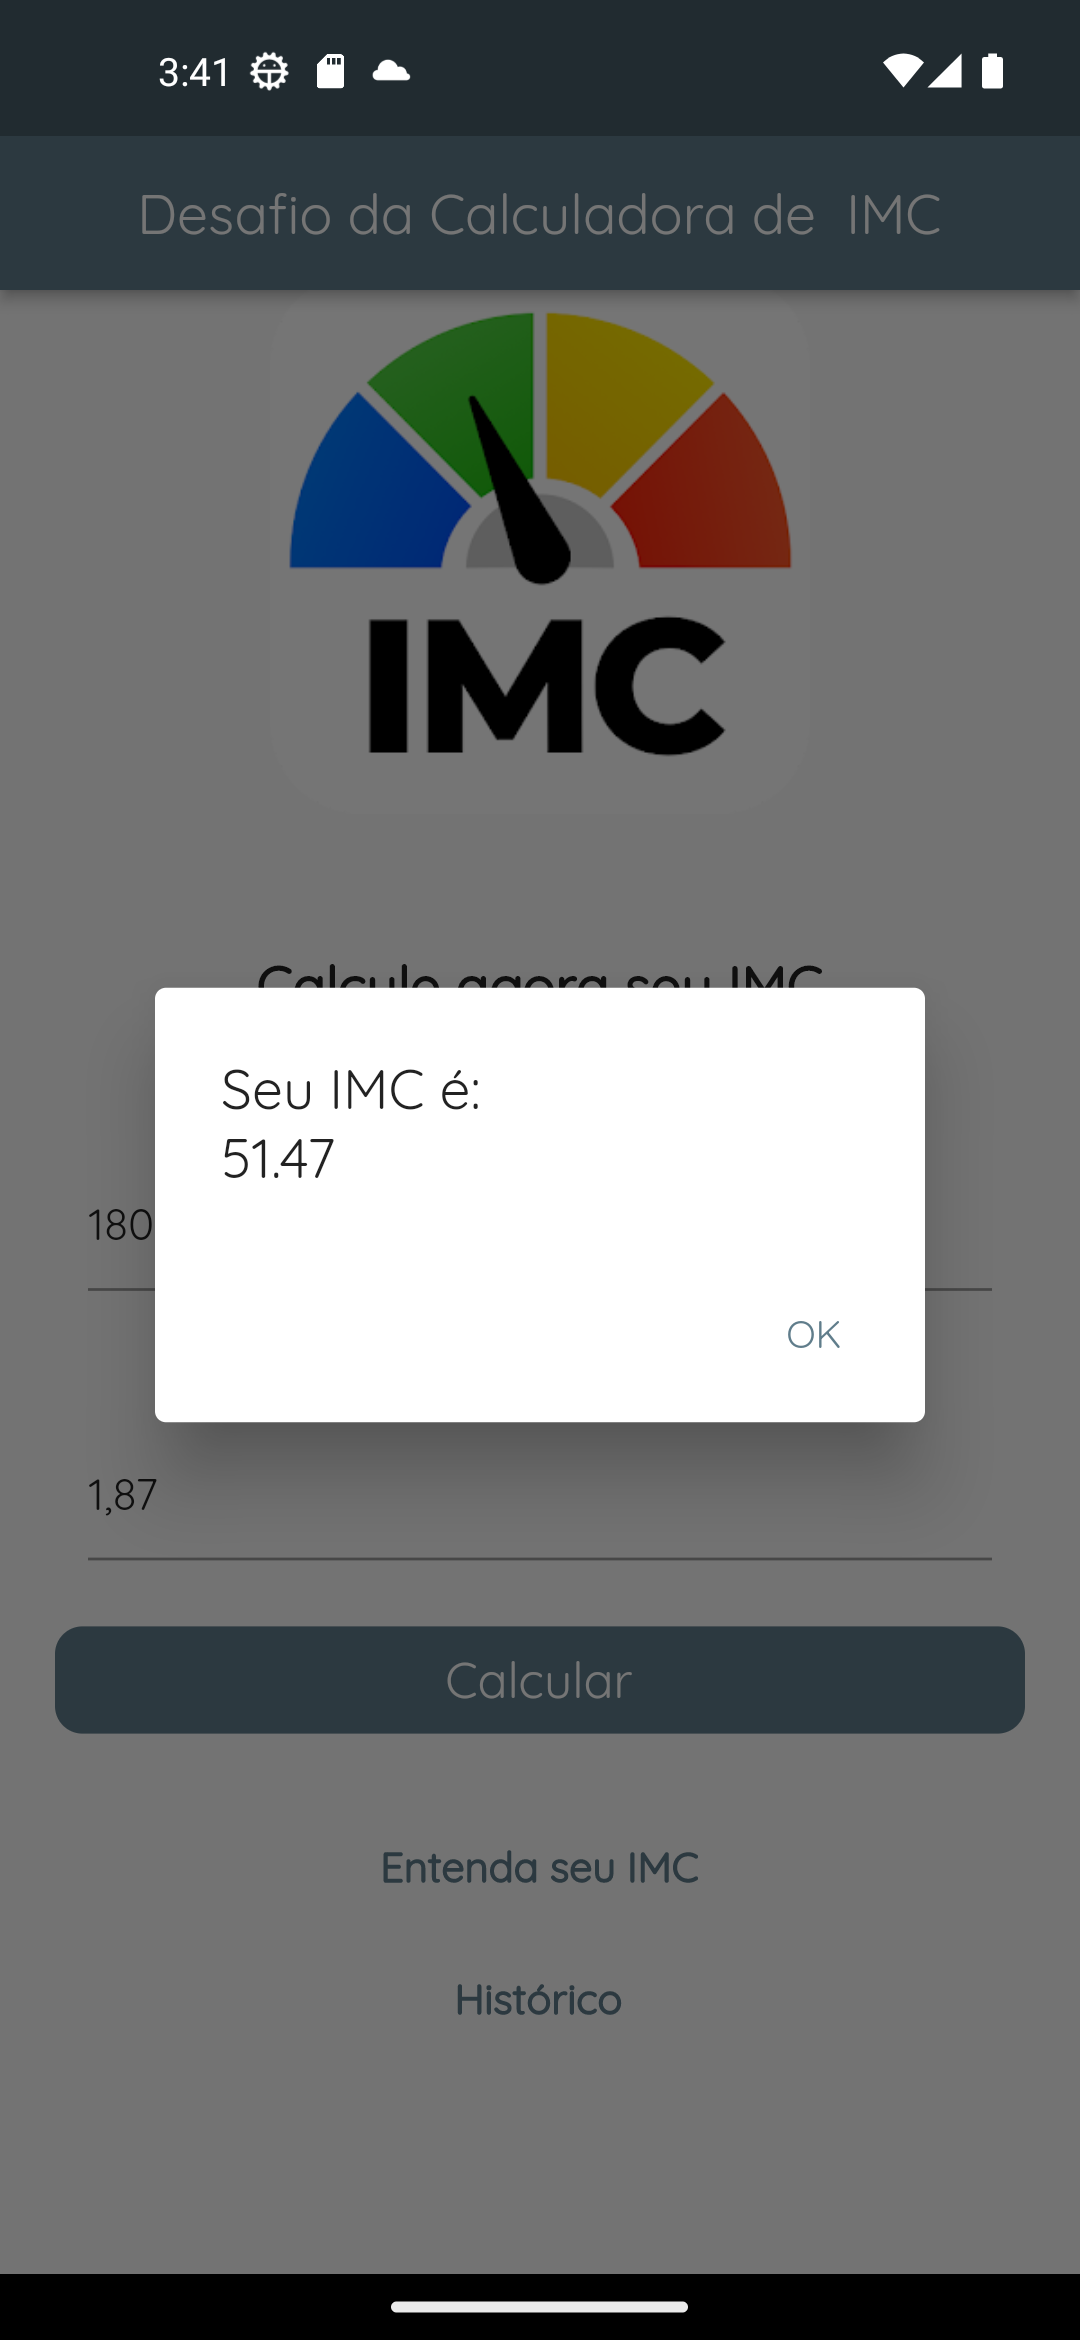 3:41
Desafio da Calculadora de IMC
IMC
Calcule agora seu IMC
Seu IMC é:
51.47
180
OK
1,87
Calcular
Entenda seu IMC
Histórico